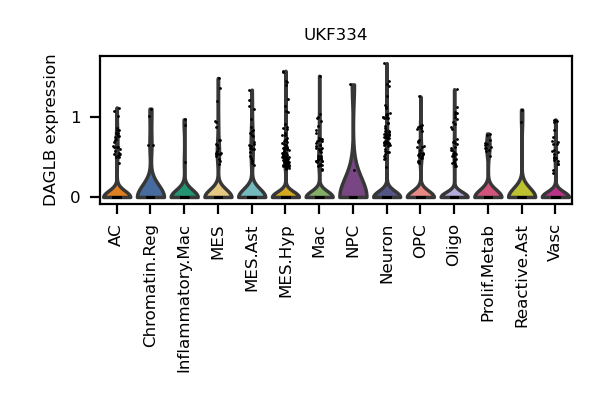 UKF334
DAGLB expression
1
0
AC
Chromatin.Reg
Inflammatory.Mac
MES
MES.Ast
MES.Hyp
Mac
NPC
Neuron
OPC
Oligo
Prolif.Metab
Reactive.Ast
Vasc